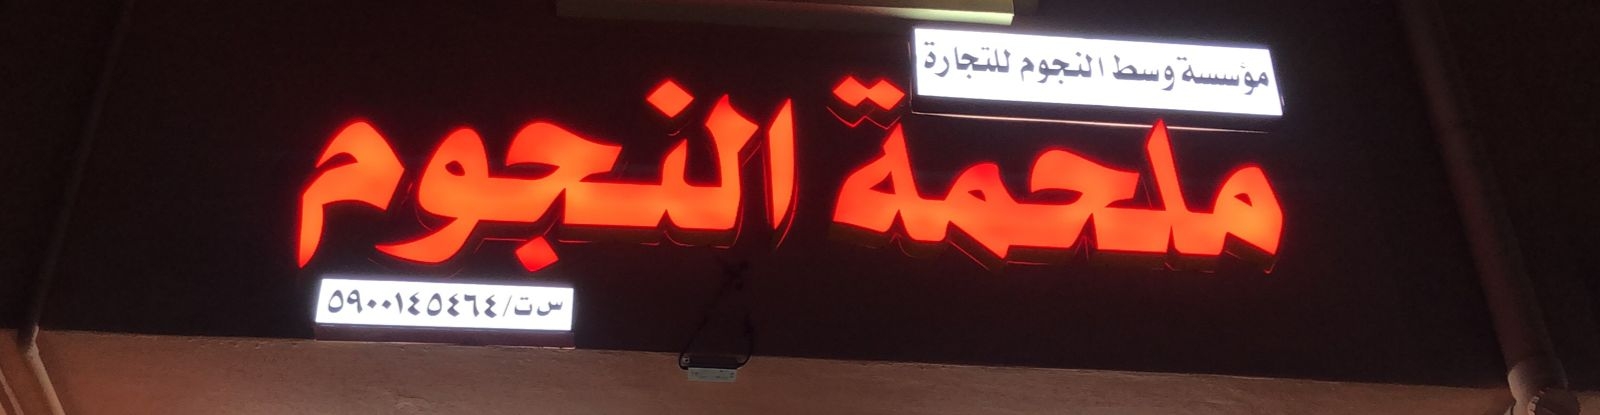 مؤسسة وسط النجوم للتجارة
ملحمة النجوم
س ت/ ٥٩٠٠١٤٥٤٦٤